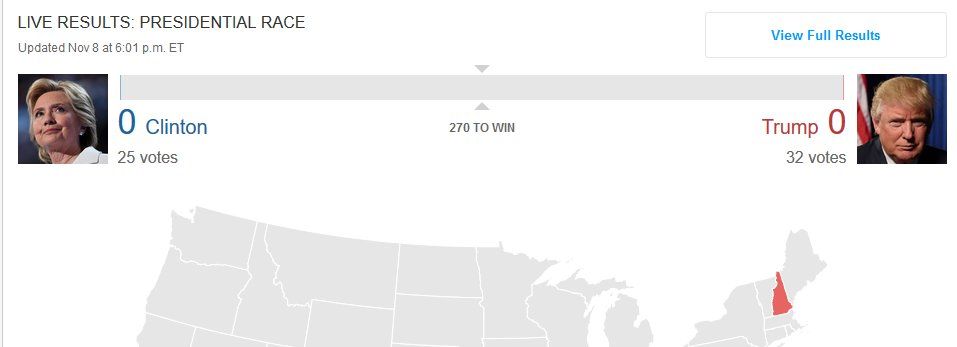 LIVE RESULTS: PRESIDENTIAL RACE
Updated Nov 8 at 6:01 p.m. ET
View Full Results
0 Clinton
25 votes
270 TO WIN
Trump 0
32 votes